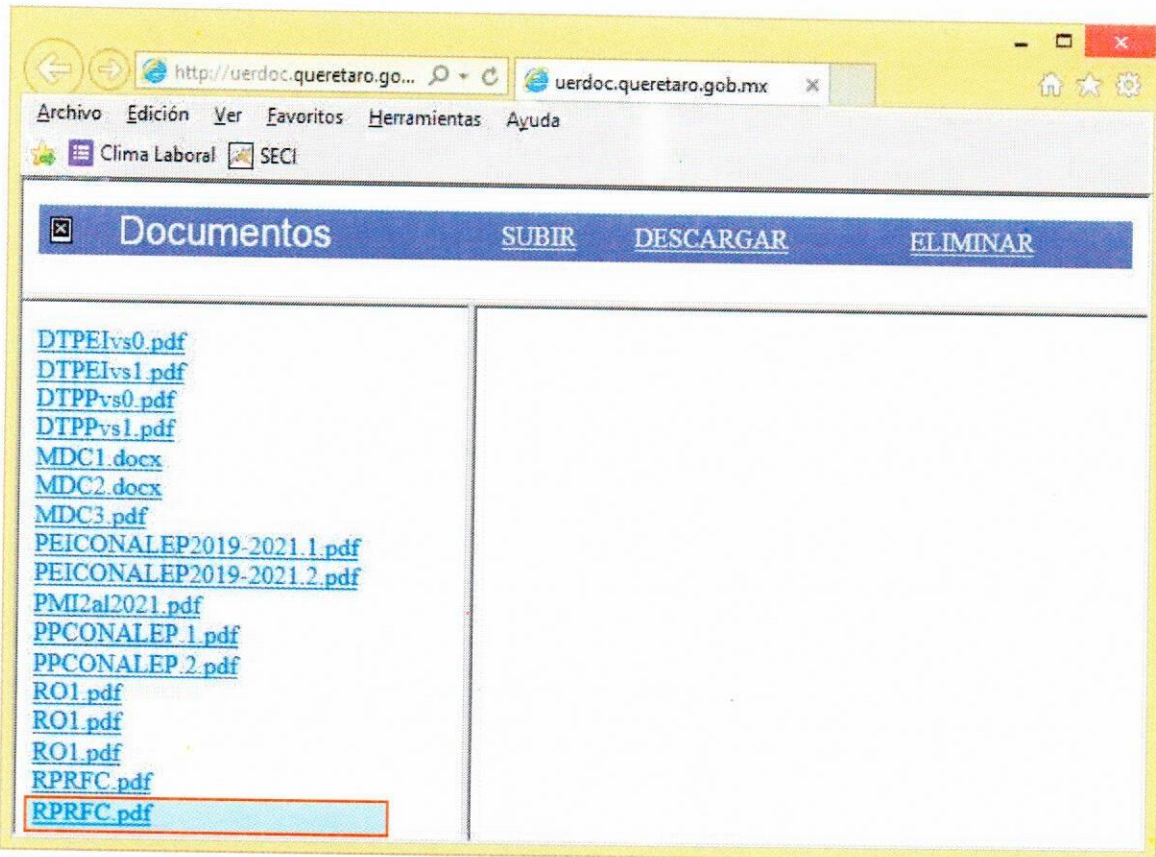 http://uerdoc.queretaro.go... uerdoc.queretaro.gob.mx
Archivo Edición Ver Favoritos Herramientas Ayuda
Clima Laboral SECI
Documentos SUBIR DESCARGAR ELIMINAR
DTPEIvs0.pdf
DTPEIvs1.pdf
DTPPvs0.pdf
DTPPvs1.pdf
MDC1.docx
MDC2.docx
MDC3.pdf
PEICONALEP2019-2021.1.pdf
PEICONALEP2019-2021.2.pdf
PMI2al2021.pdf
PPCONALEP.1.pdf
PPCONALEP.2.pdf
RO1.pdf
RO1.pdf
RO1.pdf
RPRFC.pdf
RPRFC.pdf